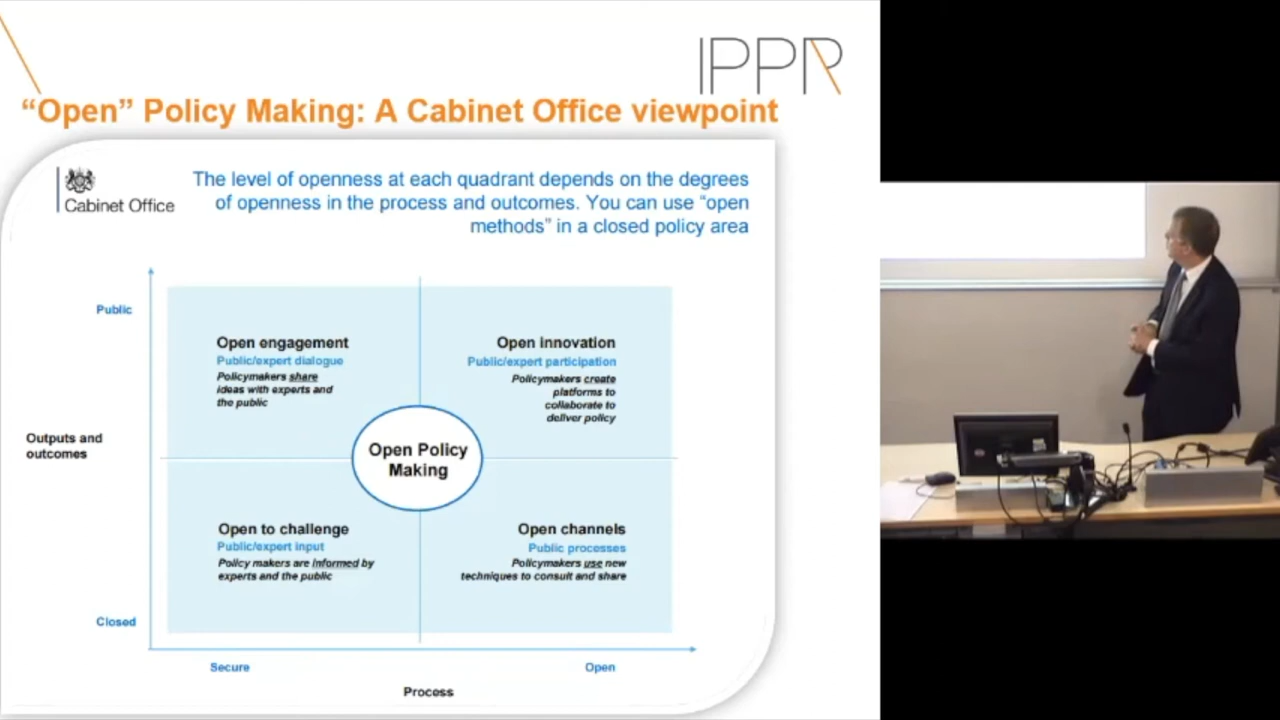 IPPR
“Open” Policy Making: A Cabinet Office viewpoint
Cabinet Office
The level of openness at each quadrant depends on the degrees
of openness in the process and outcomes. You can use “open
methods” in a closed policy area
Public
Open engagement
Public/expert dialogue
Policymakers share
ideas with experts and
the public
Open innovation
Public/expert participation
Policymakers create
platforms to
collaborate to
deliver policy
Outputs and
outcomes
Open Policy
Making
Open to challenge
Public/expert input
Policy makers are informed by
experts and the public
Open channels
Public processes
Policymakers use new
techniques to consult and share
Closed
Secure
Open
Process